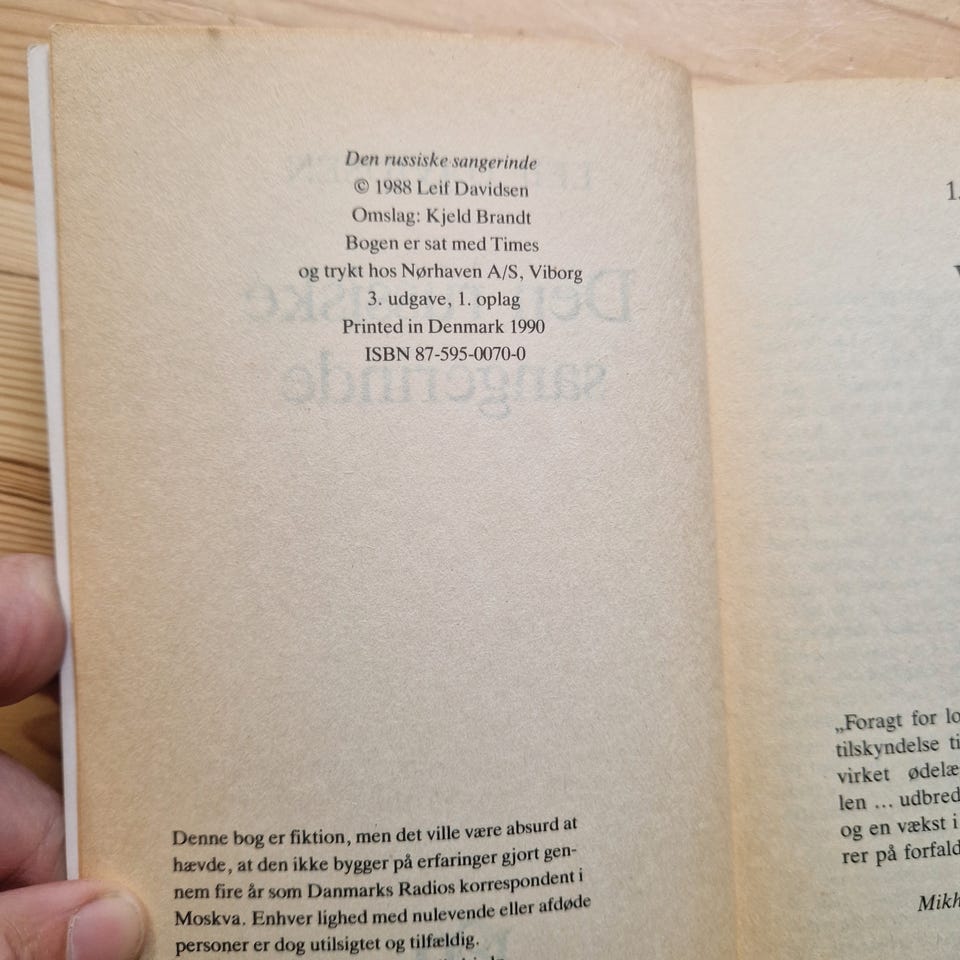 Den russiske sangerinde
© 1988 Leif Davidsen
Omslag: Kjeld Brandt
Bogen er sat med Times
og trykt hos Nørhaven A/S, Viborg
3. udgave, 1. oplag
Printed in Denmark 1990
ISBN 87-595-0070-0
Denne bog er fiktion, men det ville være absurd at
hævde, at den ikke bygger på erfaringer gjort gen-
nem fire år som Danmarks Radios korrespondent i
Moskva. Enhver lighed med nulevende eller afdøde
personer er dog utilsigtet og tilfældig.
„Foragt for
tilskyndelse
virket
len ... udbred
og en vækst i
rer på forfald